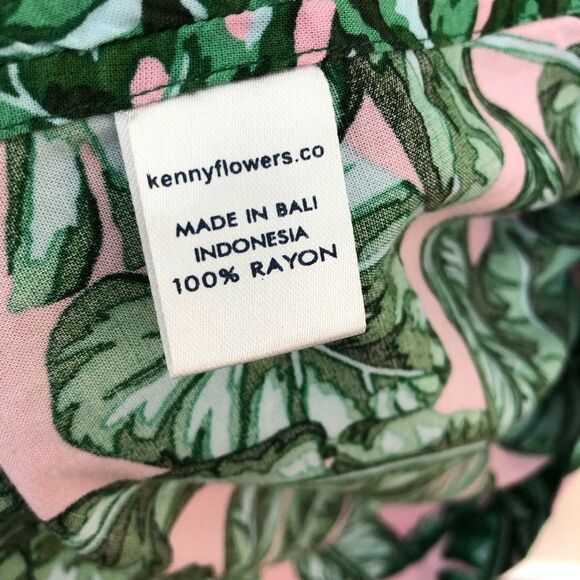 kennyflowers.co
MADE IN BALI
INDONESIA
100% RAYON